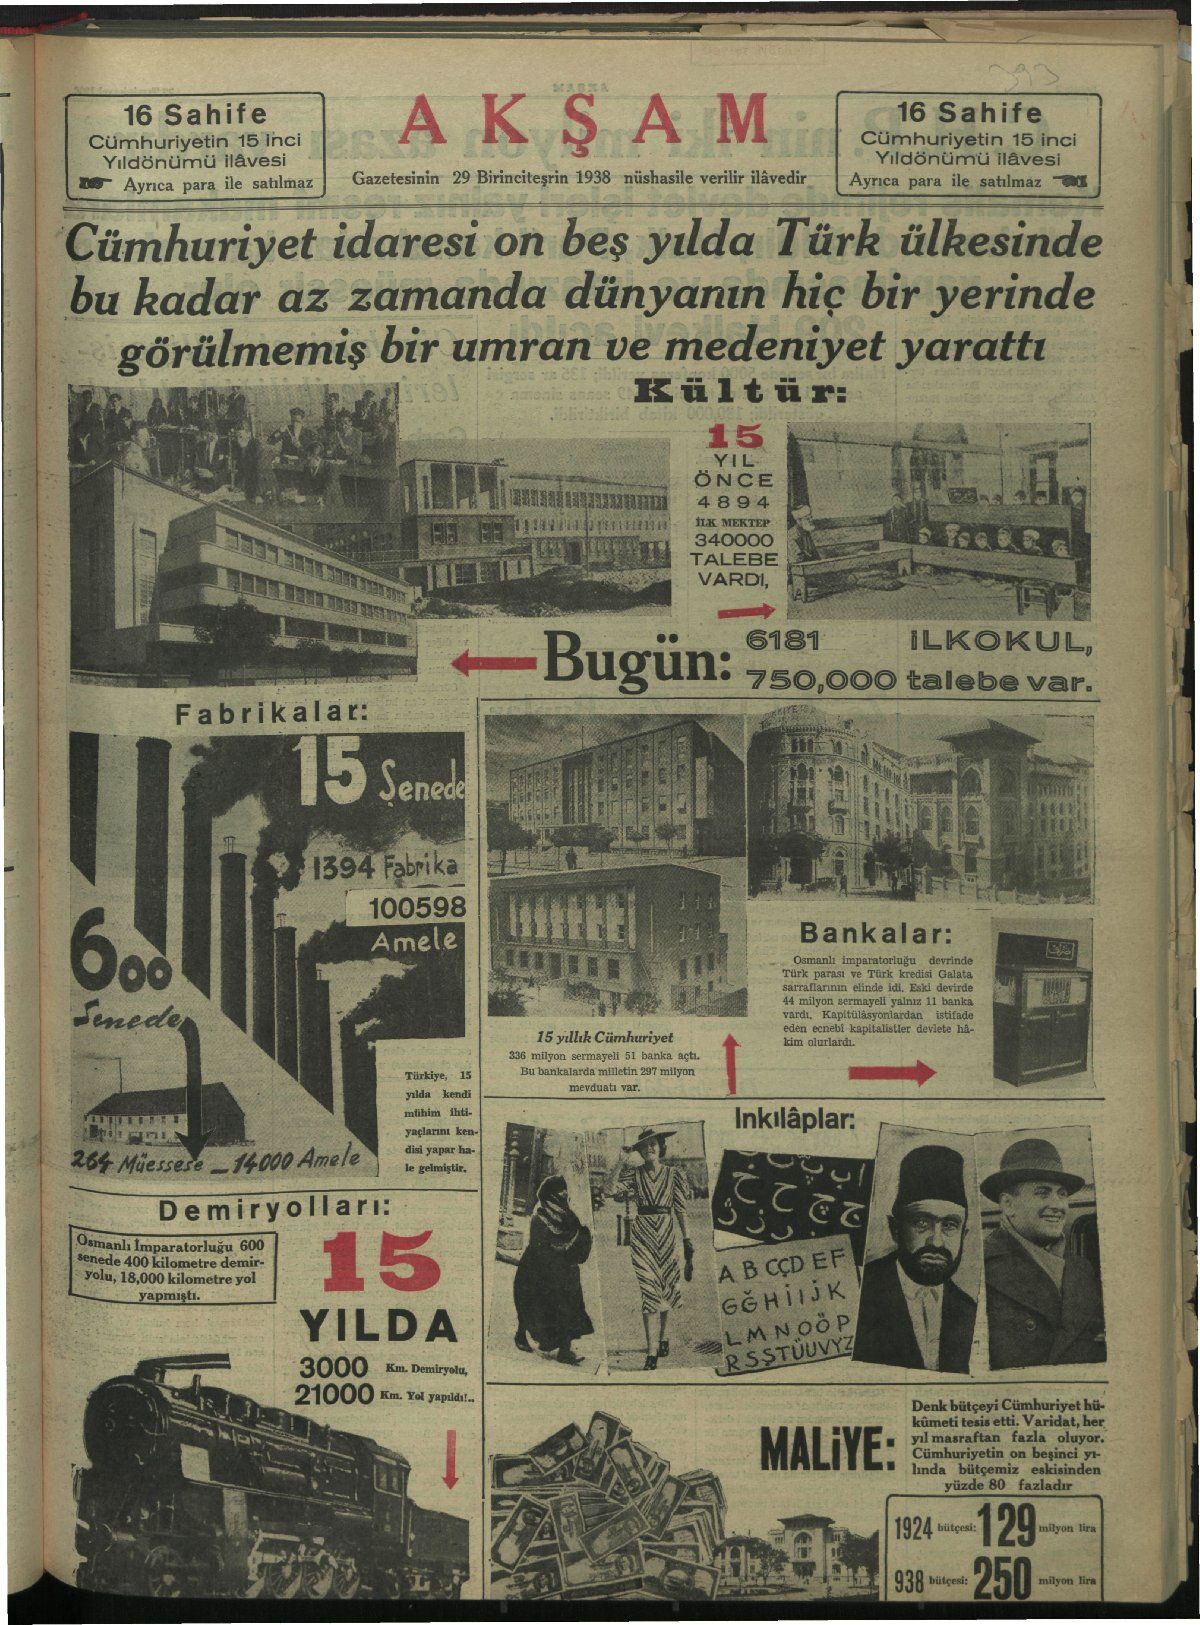 16 Sahife
Cümhuriyetin 15 inci
Yıldönümü ilâvesi
Ayrıca para ile satılmaz
AKŞAM
Gazetesinin 29 Birinciteşrin 1938 nüshasile verilir ilâvedir
16 Sahife
Cümhuriyetin 15 inci
Yıldönümü ilâvesi
Ayrıca para ile satılmaz
Cümhuriyet idaresi on beş yılda Türk ülkesinde
bu kadar az zamanda dünyanın hiç bir yerinde
görülmemiş bir umran ve medeniyet yarattı
Kültür:
15
YIL
ÖNCE
4894
İLK MEKTEP
340000
TALEBE
VARDI,
Bugün:
6181 İLKOKUL,
750,000 talebe var.
Fabrikalar:
15 Şenede
1394 Fabrika
100598
Amele
600
Senede
264 Müessese _ 14000 Amele
Türkiye, 15
yılda kendi
mühim ihti-
yaçlarını ken-
disi yapar ha-
le gelmiştir.
15 yıllık Cümhuriyet
336 milyon sermayeli 51 banka açtı.
Bu bankalarda milletin 297 milyon
mevduatı var.
Bankalar:
Osmanlı imparatorluğu devrinde
Türk parası ve Türk kredisi Galata
sarraflarının elinde idi. Eski devirde
44 milyon sermayeli yalnız 11 banka
vardı. Kapitülâsyonlardan istifade
eden ecnebi kapitalistler devlete hâ-
kim olurlardı.
Inkılâplar:
A B CÇD EF
GĞHİIJK
LMNOÖP
RSŞTÜUVYZ
Demiryolları:
Osmanlı İmparatorluğu 600
senede 400 kilometre demir-
yolu, 18,000 kilometre yol
yapmıştı.
15
YILDA
3000 Km. Demiryolu,
21000 Km. Yol yapıldı!..
MALİYE:
Denk bütçeyi Cümhuriyet hü-
kûmeti tesis etti. Varidat, her
yıl masraftan fazla oluyor.
Cümhuriyetin on beşinci yı-
lında bütçemiz eskisinden
yüzde 80 fazladır
1924 bütçesi: 129 milyon lira
938 bütçesi: 250 milyon lira